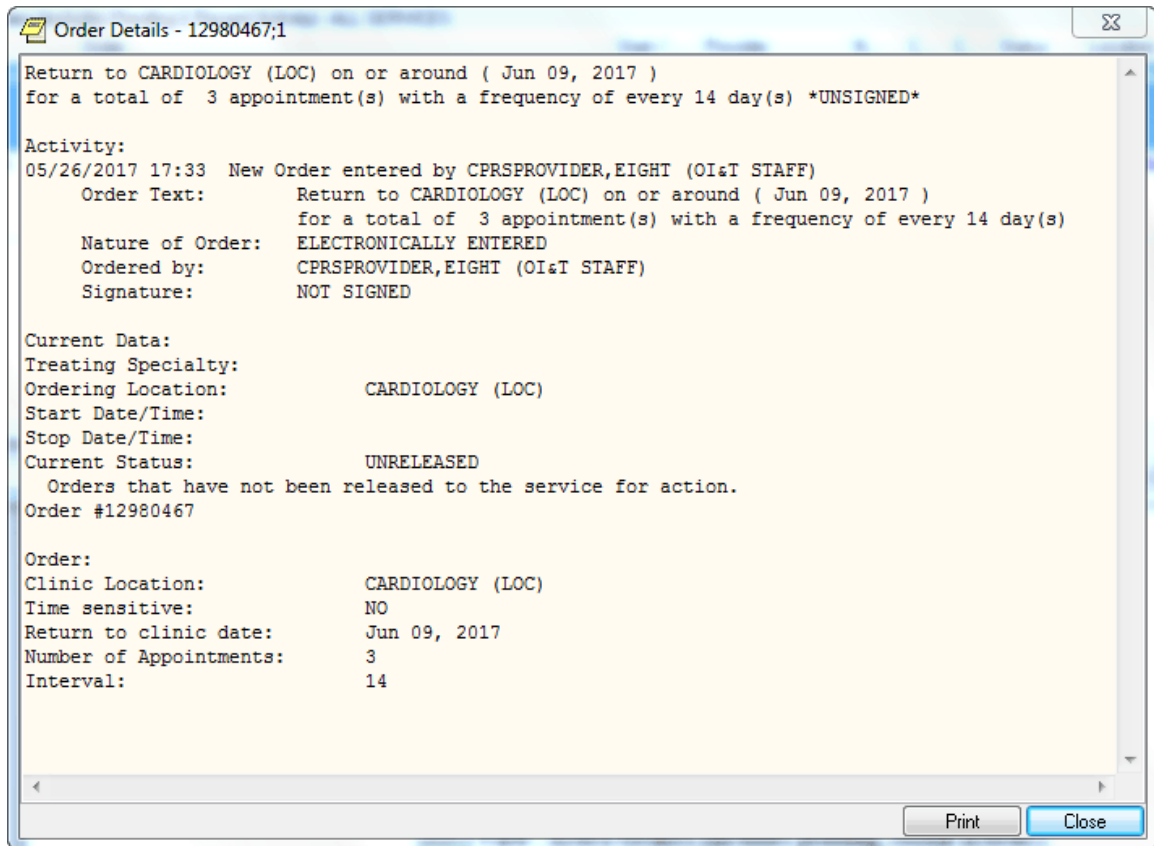 Order Details - 12980467;1
Return to CARDIOLOGY (LOC) on or around ( Jun 09, 2017 )
for a total of  3 appointment(s) with a frequency of every 14 day(s) *UNSIGNED*
Activity:
05/26/2017 17:33  New Order entered by CPRSPROVIDER,EIGHT (OI&T STAFF)
Order Text: Return to CARDIOLOGY (LOC) on or around ( Jun 09, 2017 )
for a total of  3 appointment(s) with a frequency of every 14 day(s)
Nature of Order: ELECTRONICALLY ENTERED
Ordered by: CPRSPROVIDER,EIGHT (OI&T STAFF)
Signature: NOT SIGNED
Current Data:
Treating Specialty:
Ordering Location: CARDIOLOGY (LOC)
Start Date/Time:
Stop Date/Time:
Current Status: UNRELEASED
Orders that have not been released to the service for action.
Order #12980467
Order:
Clinic Location: CARDIOLOGY (LOC)
Time sensitive: NO
Return to clinic date: Jun 09, 2017
Number of Appointments: 3
Interval: 14
Print Close